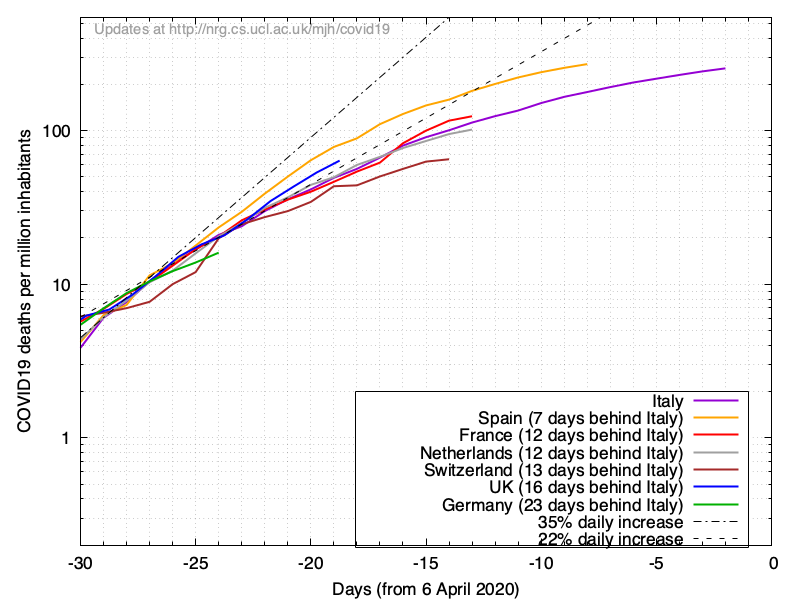 Updates at http://nrg.cs.ucl.ac.uk/mjh/covid19
COVID19 deaths per million inhabitants
100
10
1
Italy
Spain (7 days behind Italy)
France (12 days behind Italy)
Netherlands (12 days behind Italy)
Switzerland (13 days behind Italy)
UK (16 days behind Italy)
Germany (23 days behind Italy)
35% daily increase
22% daily increase
-30 -25 -20 -15 -10 -5 0
Days (from 6 April 2020)